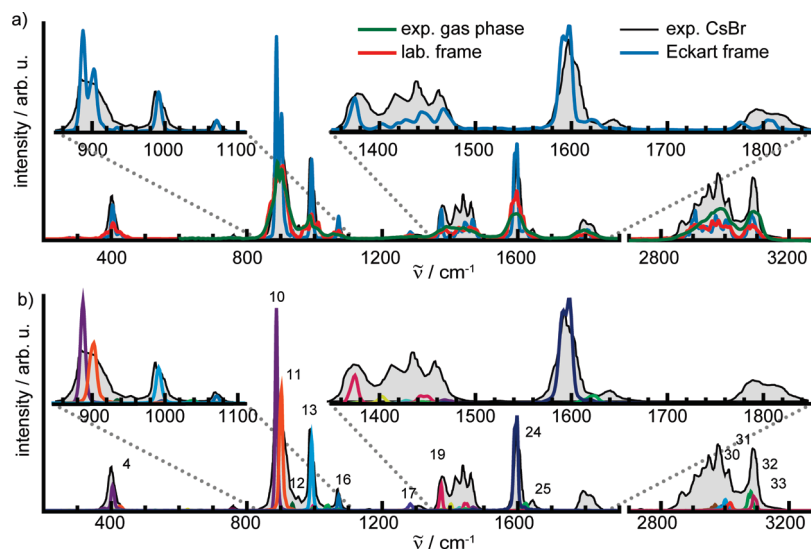 a)
exp. gas phase
exp. CsBr
lab. frame
Eckart frame
intensity / arb. u.
900 1000 1100
1400 1500 1600 1700 1800
400 800 1200 1600 2800 3200
ṽ / cm⁻¹
b)
10
11
13
4
12
16
17
19
24
25
30
31
32
33
intensity / arb. u.
900 1000 1100
1400 1500 1600 1700 1800
400 800 1200 1600 2800 3200
ṽ / cm⁻¹